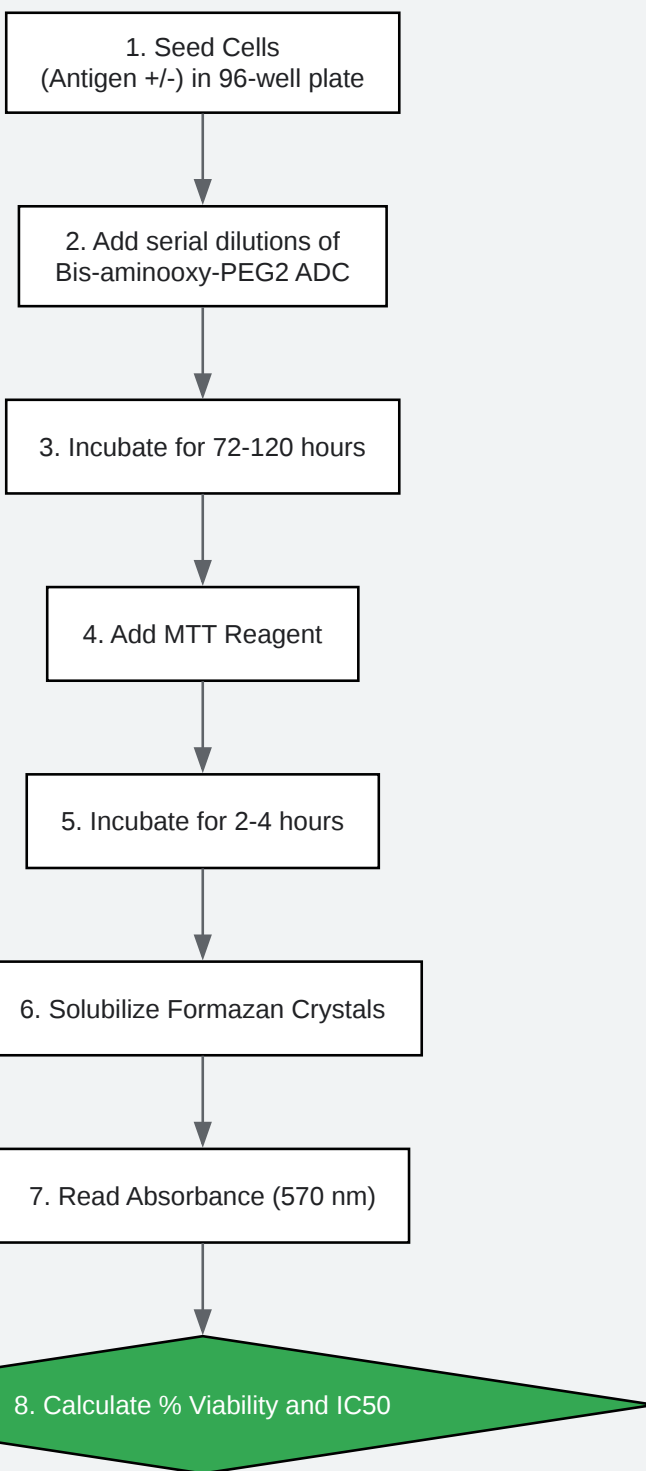 1. Seed Cells
(Antigen +/-) in 96-well plate
2. Add serial dilutions of
Bis-aminooxy-PEG2 ADC
3. Incubate for 72-120 hours
4. Add MTT Reagent
5. Incubate for 2-4 hours
6. Solubilize Formazan Crystals
7. Read Absorbance (570 nm)
8. Calculate % Viability and IC50